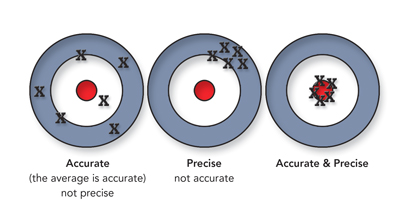 X X X X X X
X X X X X X
X X X X X X
Accurate
(the average is accurate)
not precise
Precise
not accurate
Accurate & Precise